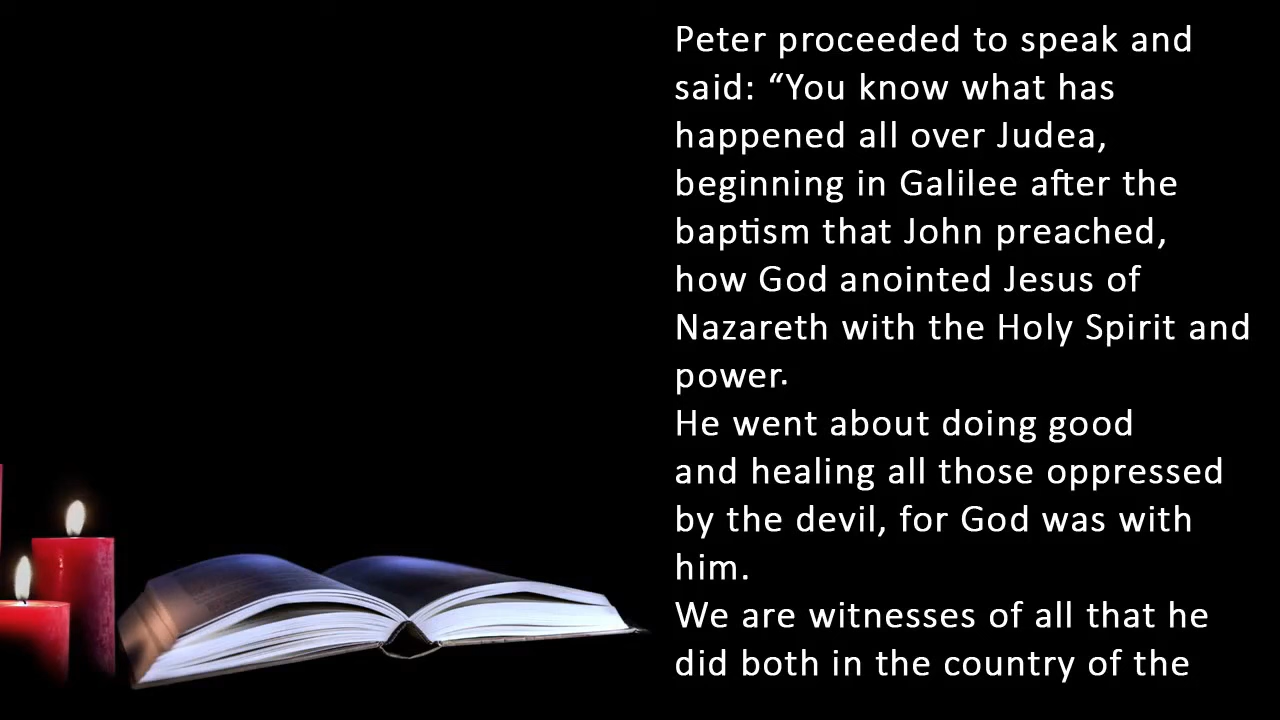 Peter proceeded to speak and
said: “You know what has
happened all over Judea,
beginning in Galilee after the
baptism that John preached,
how God anointed Jesus of
Nazareth with the Holy Spirit and
power.
He went about doing good
and healing all those oppressed
by the devil, for God was with
him.
We are witnesses of all that he
did both in the country of the